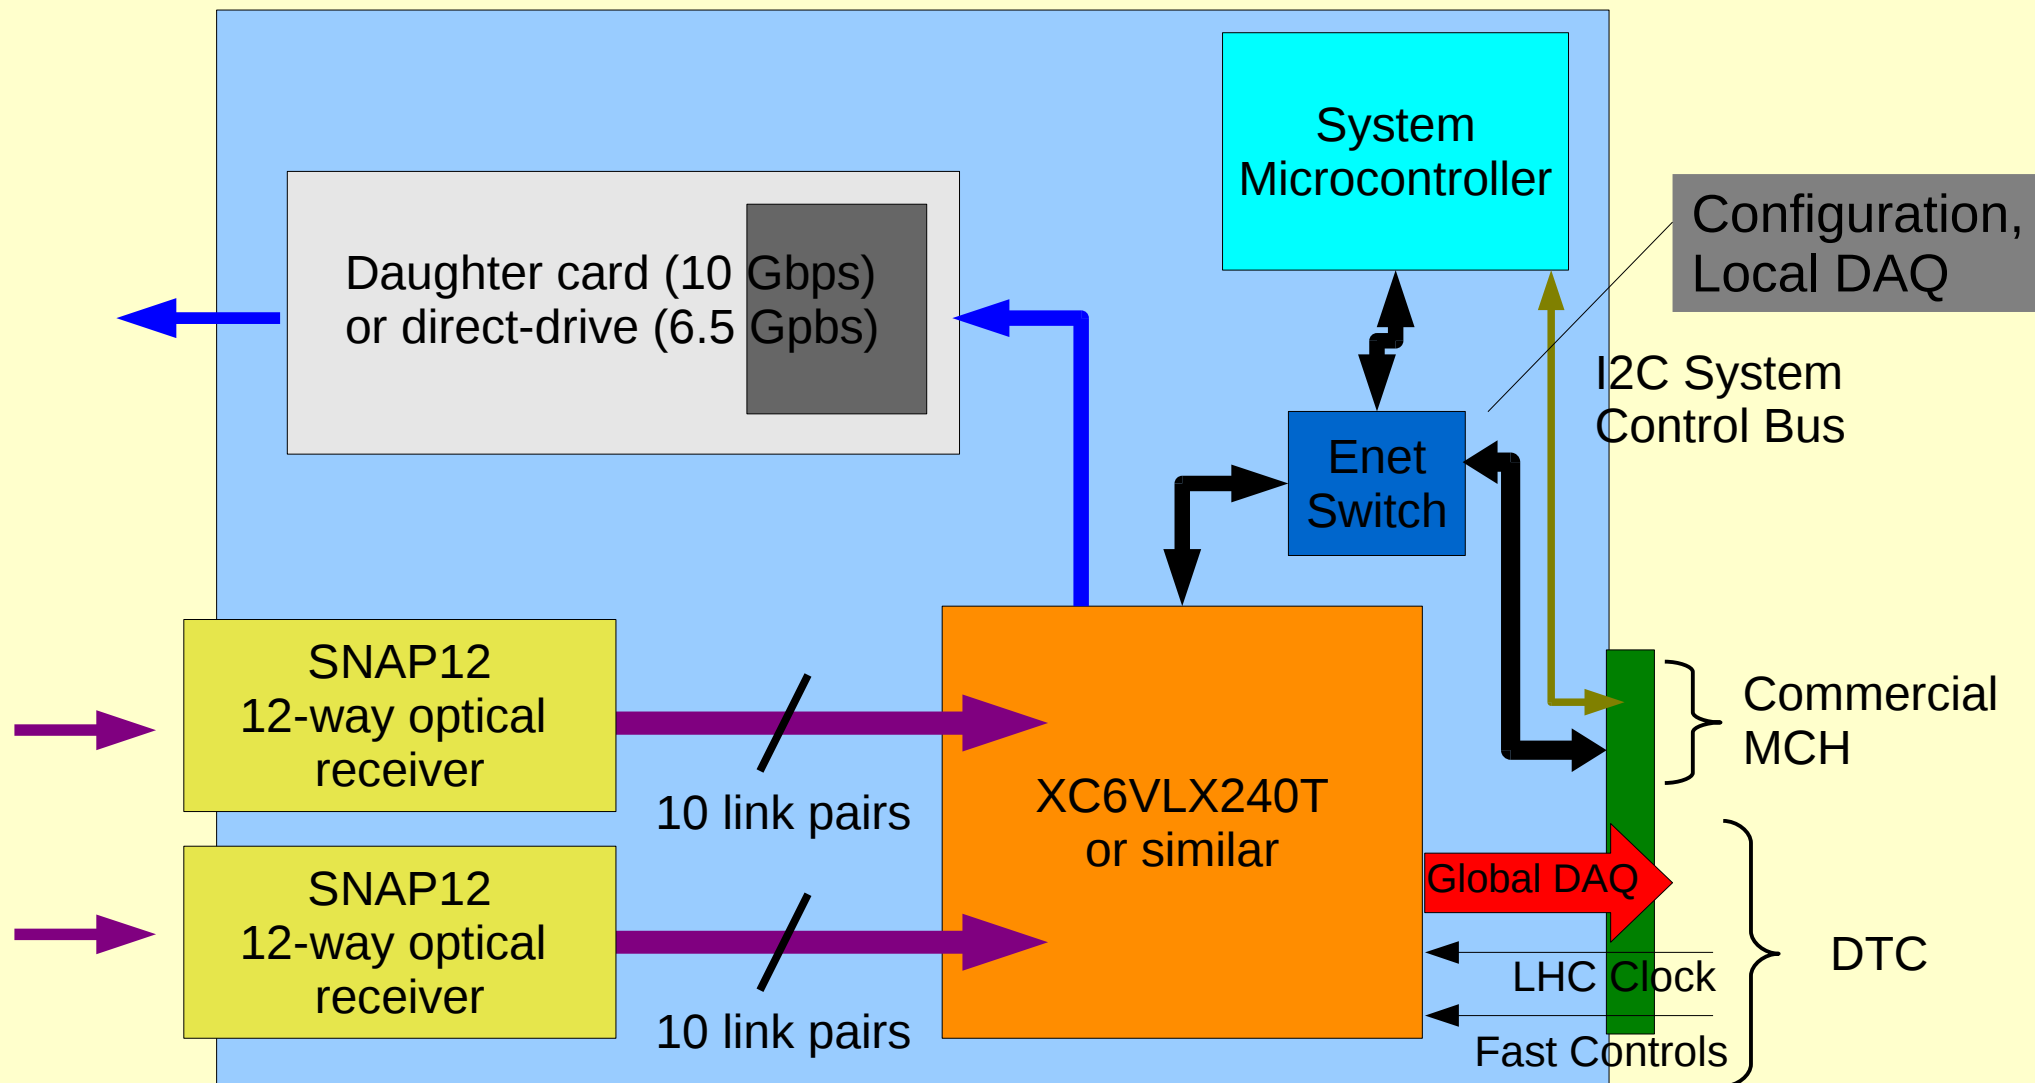 System
Microcontroller
Configuration,
Local DAQ
Daughter card (10 Gbps)
or direct-drive (6.5 Gpbs)
I2C System
Control Bus
Enet
Switch
SNAP12
12-way optical
receiver
10 link pairs
XC6VLX240T
or similar
Commercial
MCH
Global DAQ
SNAP12
12-way optical
receiver
10 link pairs
LHC Clock
Fast Controls
DTC